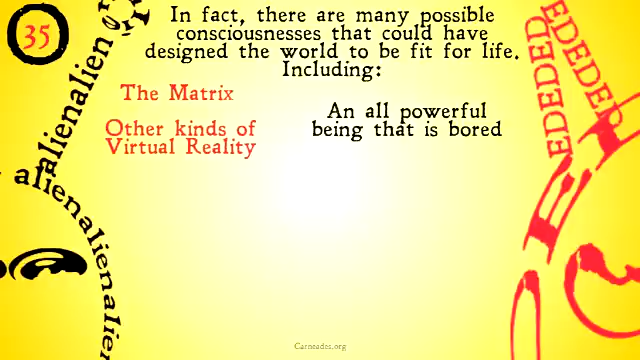 35
In fact, there are many possible
consciousnesses that could have
designed the world to be fit for life.
Including:
The Matrix
Other kinds of
Virtual Reality
An all powerful
being that is bored
alienalien
alienalienalien
EDEDED
EDEDEDED
Carneades.org